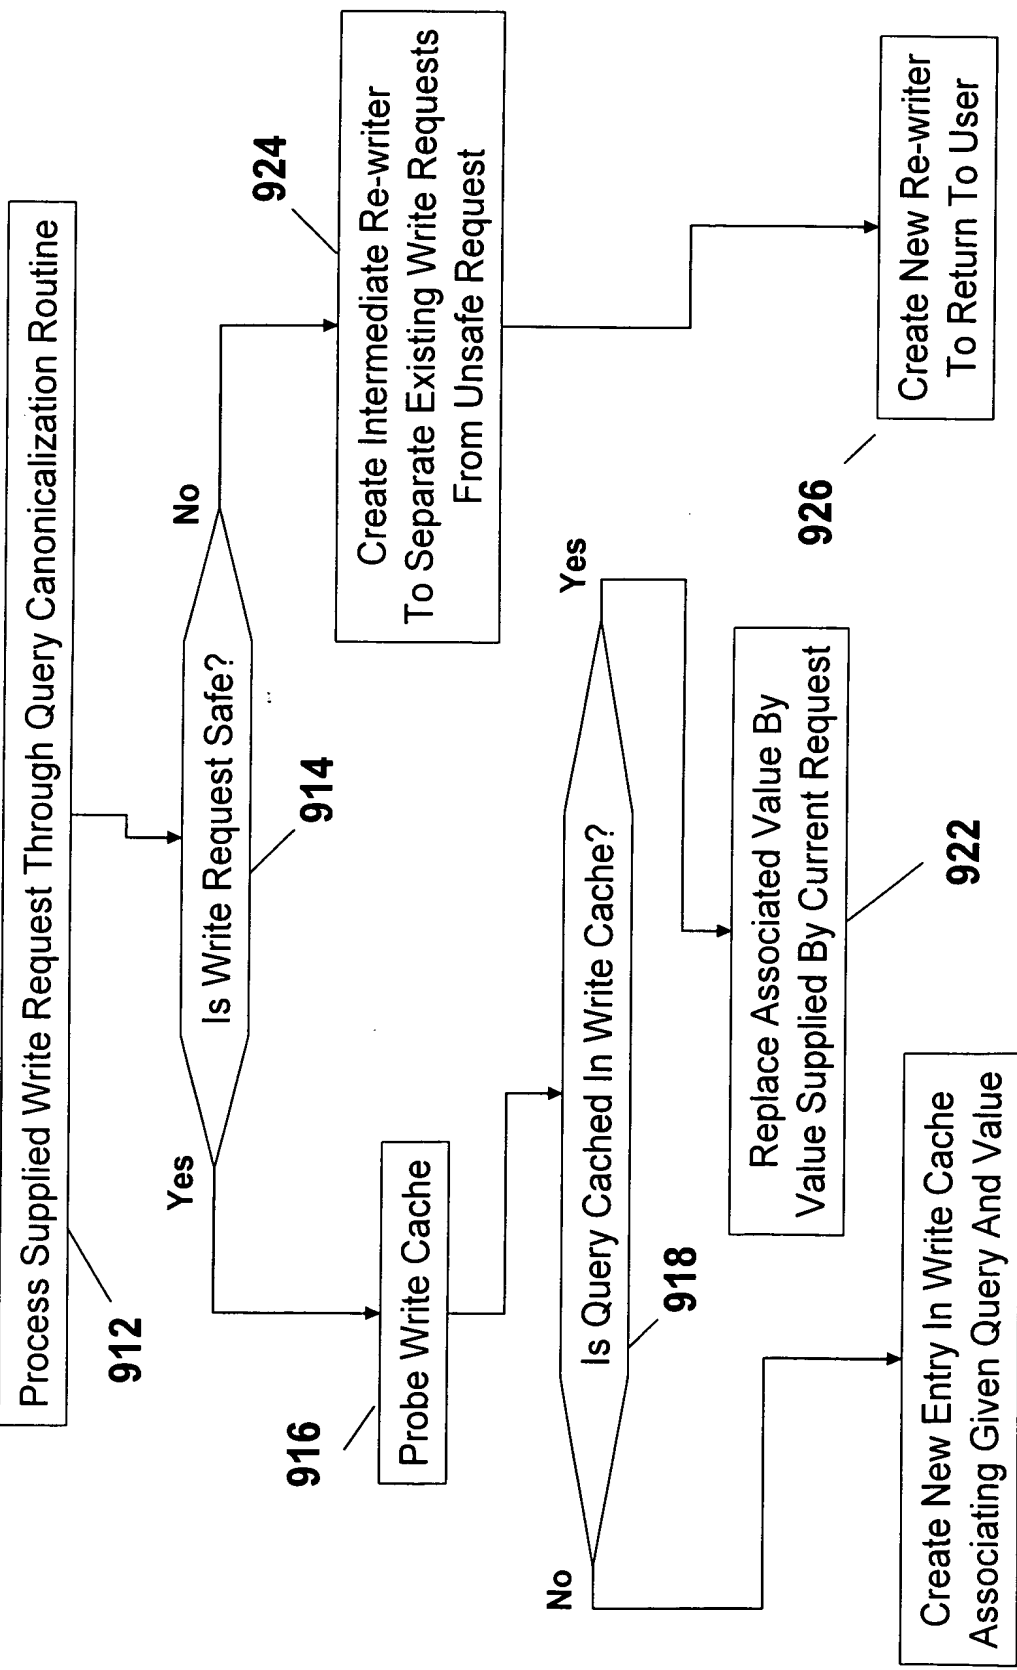 Process Supplied Write Request Through Query Canonicalization Routine
912
Is Write Request Safe?
914
Yes
No
Probe Write Cache
916
Create Intermediate Re-writer
To Separate Existing Write Requests
From Unsafe Request
924
Is Query Cached In Write Cache?
918
No
Yes
Replace Associated Value By
Value Supplied By Current Request
922
Create New Re-writer
To Return To User
926
Create New Entry In Write Cache
Associating Given Query And Value